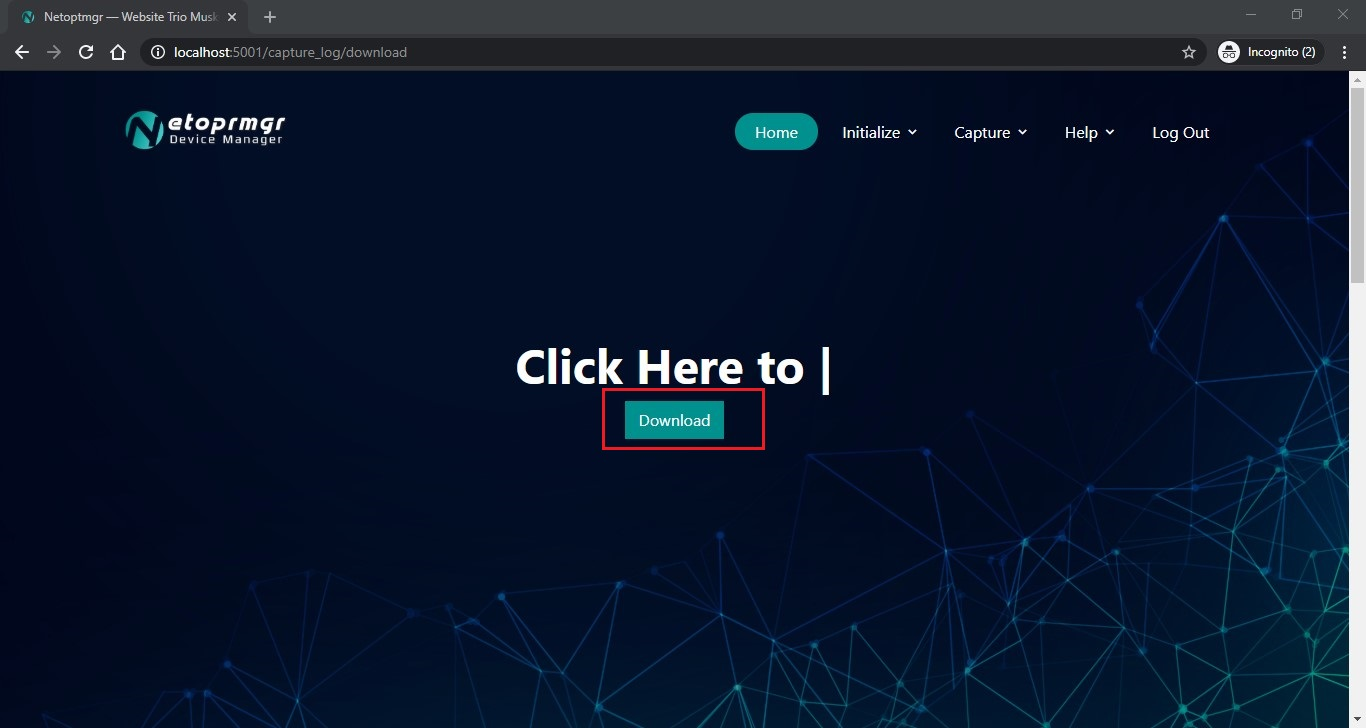 Netoptmgr — Website Trio Musk
localhost:5001/capture_log/download
Incognito (2)
Netoprmgr
Device Manager
Home
Initialize
Capture
Help
Log Out
Click Here to |
Download